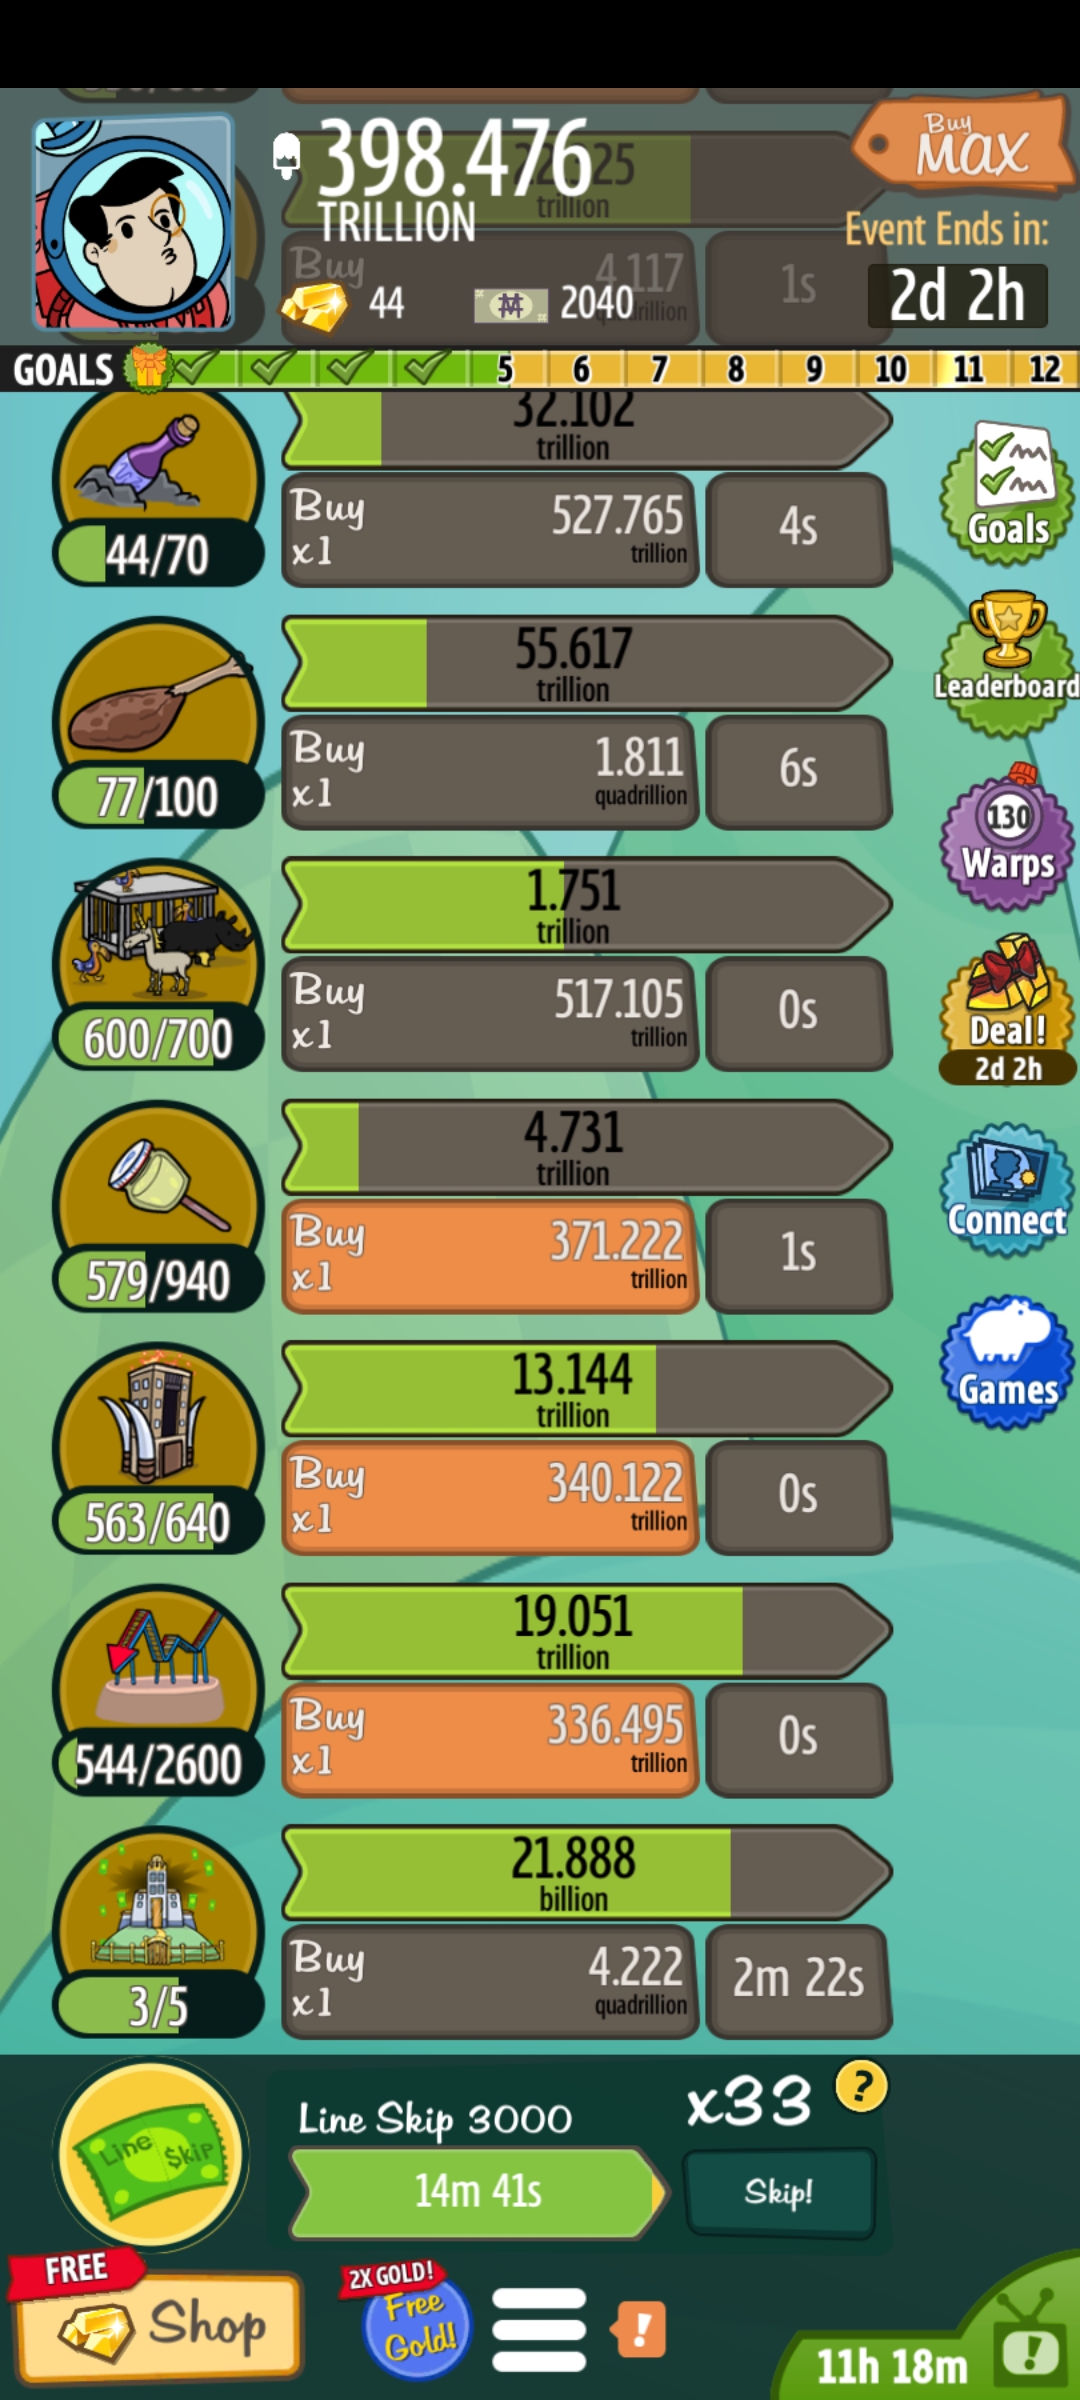 398.476
TRILLION
Buy
MAX
Event Ends in:
2d 2h
44
2040
trillion
Buy
4.117
1s
GOALS
5 6 7 8 9 10 11 12
32.102
trillion
Buy
x1
527.765
trillion
4s
44/70
Goals
55.617
trillion
Buy
x1
1.811
quadrillion
6s
77/100
Leaderboard
130
Warps
1.751
trillion
Buy
x1
517.105
trillion
0s
600/700
Deal!
2d 2h
4.731
trillion
Buy
x1
371.222
trillion
1s
579/940
Connect
13.144
trillion
Buy
x1
340.122
trillion
0s
563/640
Games
19.051
trillion
Buy
x1
336.495
trillion
0s
544/2600
21.888
billion
Buy
x1
4.222
quadrillion
2m 22s
3/5
Line $kip
Line Skip 3000
14m 41s
x33
?
Skip!
FREE
Shop
2X GOLD!
Free
Gold!
!
11h 18m
!